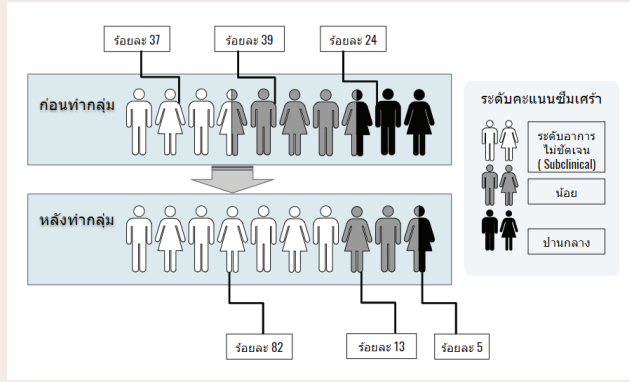 ร้อยละ 37
ร้อยละ 39
ร้อยละ 24
ก่อนทำกลุ่ม
หลังทำกลุ่ม
ร้อยละ 82
ร้อยละ 13
ร้อยละ 5
ระดับคะแนนซึมเศร้า
ระดับอาการ
ไม่ชัดเจน
( Subclinical)
น้อย
ปานกลาง